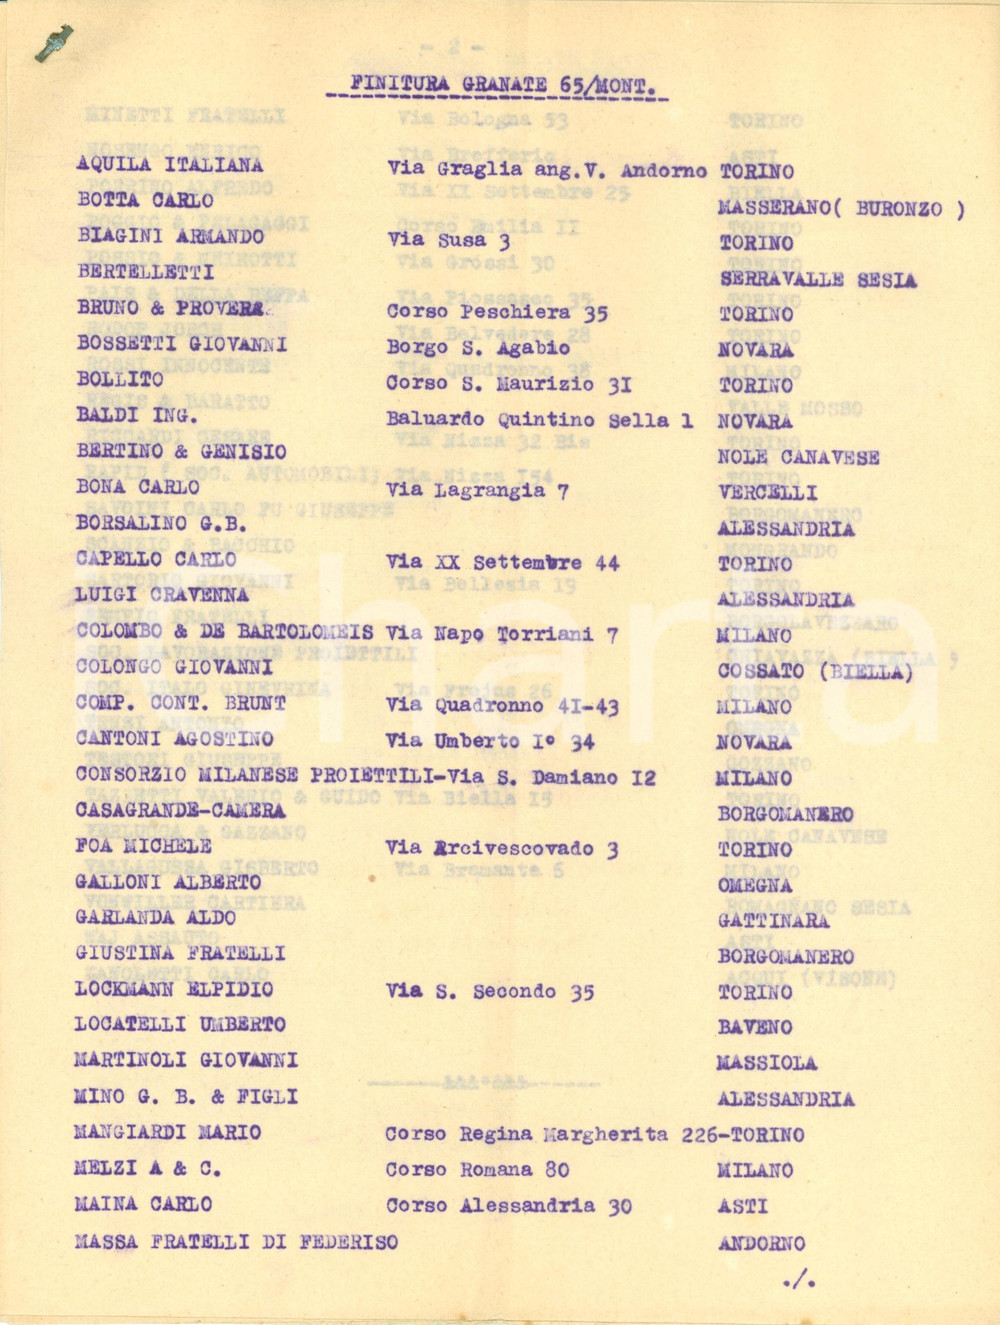 FINITURA GRANATE 65/MONT.
AQUILA ITALIANA Via Graglia ang.V. Andorno TORINO
BOTTA CARLO MASSERANO( BURONZO )
BIAGINI ARMANDO Via Susa 3 TORINO
BERTELLETTI SERRAVALLE SESIA
BRUNO & PROVERA. Corso Peschiera 35 TORINO
BOSSETTI GIOVANNI Borgo S. Agabio NOVARA
BOLLITO Corso S. Maurizio 3I TORINO
BALDI ING. Baluardo Quintino Sella l NOVARA
BERTINO & GENISIO NOLE CANAVESE
BONA CARLO Via Lagrangia 7 VERCELLI
BORSALINO G.B. ALESSANDRIA
CAPELLO CARLO Via XX Settembre 44 TORINO
LUIGI CRAVENNA ALESSANDRIA
COLOMBO & DE BARTOLOMEIS Via Napo Torriani 7 MILANO
COLONGO GIOVANNI COSSATO (BIELLA)
COMP. CONT. BRUNT Via Quadronno 4I-43 MILANO
CANTONI AGOSTINO Via Umberto I° 34 NOVARA
CONSORZIO MILANESE PROIETTILI-Via S. Damiano I2 MILANO
CASAGRANDE-CAMERA BORGOMANERO
FOA MICHELE Via Arcivescovado 3 TORINO
GALLONI ALBERTO OMEGNA
GARLANDA ALDO GATTINARA
GIUSTINA FRATELLI BORGOMANERO
LOCKMANN ELPIDIO Via S. Secondo 35 TORINO
LOCATELLI UMBERTO BAVENO
MARTINOLI GIOVANNI MASSIOLA
MINO G. B. & FIGLI ALESSANDRIA
MANGIARDI MARIO Corso Regina Margherita 226-TORINO
MELZI A & C. Corso Romana 80 MILANO
MAINA CARLO Corso Alessandria 30 ASTI
MASSA FRATELLI DI FEDERISO ANDORNO
./.